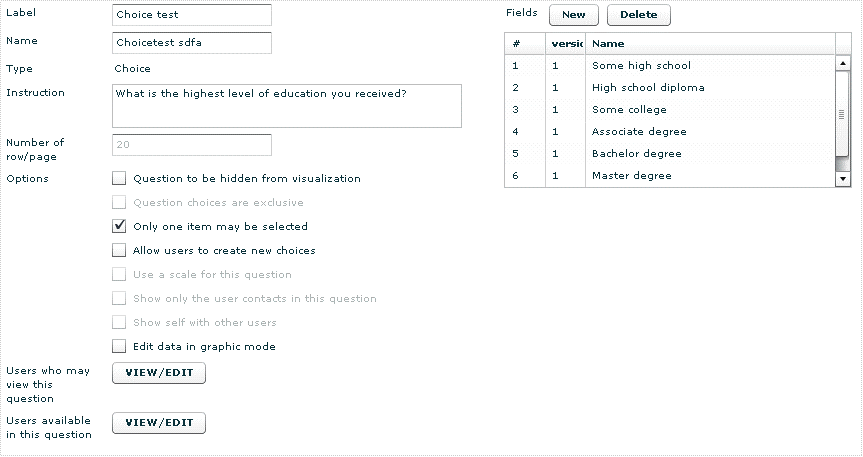 Label Choice test
Name Choicetest sdfa
Type Choice
Instruction What is the highest level of education you received?
Number of row/page 20
Options
Question to be hidden from visualization
Question choices are exclusive
Only one item may be selected
Allow users to create new choices
Use a scale for this question
Show only the user contacts in this question
Show self with other users
Edit data in graphic mode
Users who may
view this
question
VIEW/EDIT
Users available
in this question
VIEW/EDIT
Fields New Delete
# versic Name
1 1 Some high school
2 1 High school diploma
3 1 Some college
4 1 Associate degree
5 1 Bachelor degree
6 1 Master degree